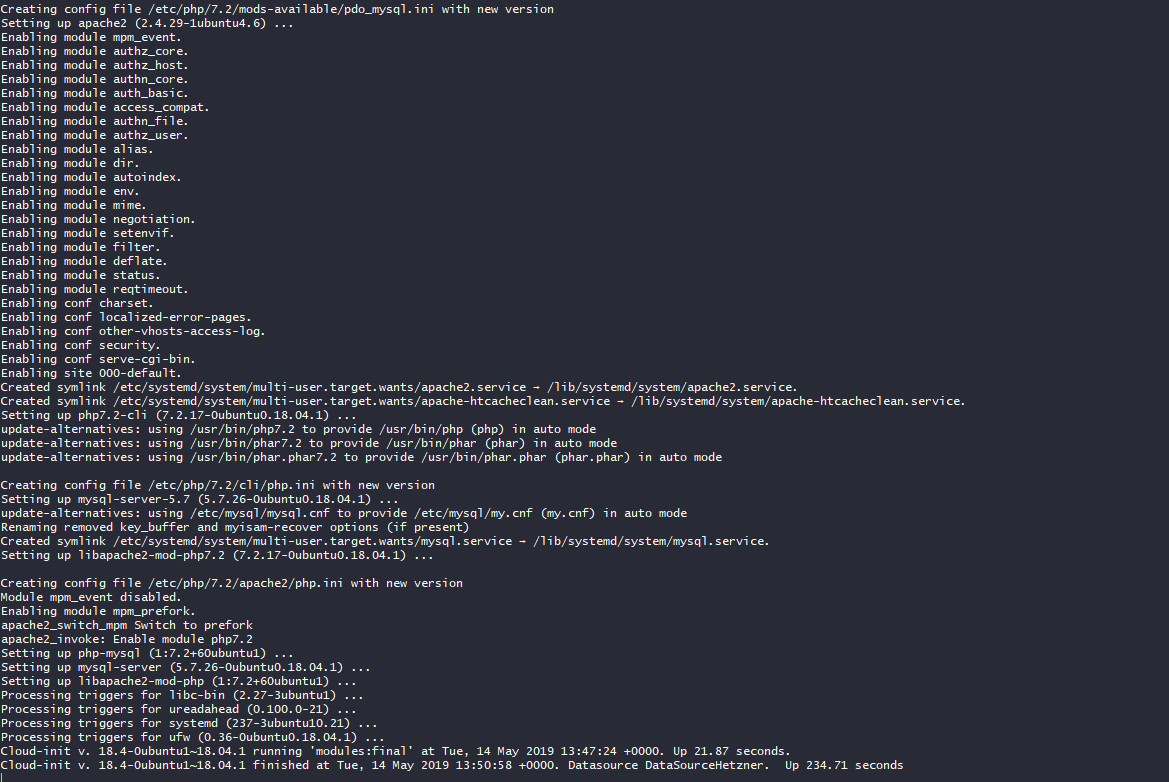 Creating config file /etc/php/7.2/mods-available/pdo_mysql.ini with new version
Setting up apache2 (2.4.29-1ubuntu4.6) ...
Enabling module mpm_event.
Enabling module authz_core.
Enabling module authz_host.
Enabling module authn_core.
Enabling module auth_basic.
Enabling module access_compat.
Enabling module authn_file.
Enabling module authz_user.
Enabling module alias.
Enabling module dir.
Enabling module autoindex.
Enabling module env.
Enabling module mime.
Enabling module negotiation.
Enabling module setenvif.
Enabling module filter.
Enabling module deflate.
Enabling module status.
Enabling module reqtimeout.
Enabling conf charset.
Enabling conf localized-error-pages.
Enabling conf other-vhosts-access-log.
Enabling conf security.
Enabling conf serve-cgi-bin.
Enabling site 000-default.
Created symlink /etc/systemd/system/multi-user.target.wants/apache2.service → /lib/systemd/system/apache2.service.
Created symlink /etc/systemd/system/multi-user.target.wants/apache-htcacheclean.service → /lib/systemd/system/apache-htcacheclean.service.
Setting up php7.2-cli (7.2.17-0ubuntu0.18.04.1) ...
update-alternatives: using /usr/bin/php7.2 to provide /usr/bin/php (php) in auto mode
update-alternatives: using /usr/bin/phar7.2 to provide /usr/bin/phar (phar) in auto mode
update-alternatives: using /usr/bin/phar.phar7.2 to provide /usr/bin/phar.phar (phar.phar) in auto mode
Creating config file /etc/php/7.2/cli/php.ini with new version
Setting up mysql-server-5.7 (5.7.26-0ubuntu0.18.04.1) ...
update-alternatives: using /etc/mysql/mysql.cnf to provide /etc/mysql/my.cnf (my.cnf) in auto mode
Renaming removed key_buffer and myisam-recover options (if present)
Created symlink /etc/systemd/system/multi-user.target.wants/mysql.service → /lib/systemd/system/mysql.service.
Setting up libapache2-mod-php7.2 (7.2.17-0ubuntu0.18.04.1) ...
Creating config file /etc/php/7.2/apache2/php.ini with new version
Module mpm_event disabled.
Enabling module mpm_prefork.
apache2_switch_mpm Switch to prefork
apache2_invoke: Enable module php7.2
Setting up php-mysql (1:7.2+60ubuntu1) ...
Setting up mysql-server (5.7.26-0ubuntu0.18.04.1) ...
Setting up libapache2-mod-php (1:7.2+60ubuntu1) ...
Processing triggers for libc-bin (2.27-3ubuntu1) ...
Processing triggers for ureadahead (0.100.0-21) ...
Processing triggers for systemd (237-3ubuntu10.21) ...
Processing triggers for ufw (0.36-0ubuntu0.18.04.1) ...
Cloud-init v. 18.4-0ubuntu1~18.04.1 running 'modules:final' at Tue, 14 May 2019 13:47:24 +0000. Up 21.87 seconds.
Cloud-init v. 18.4-0ubuntu1~18.04.1 finished at Tue, 14 May 2019 13:50:58 +0000. Datasource DataSourceHetzner.  Up 234.71 seconds